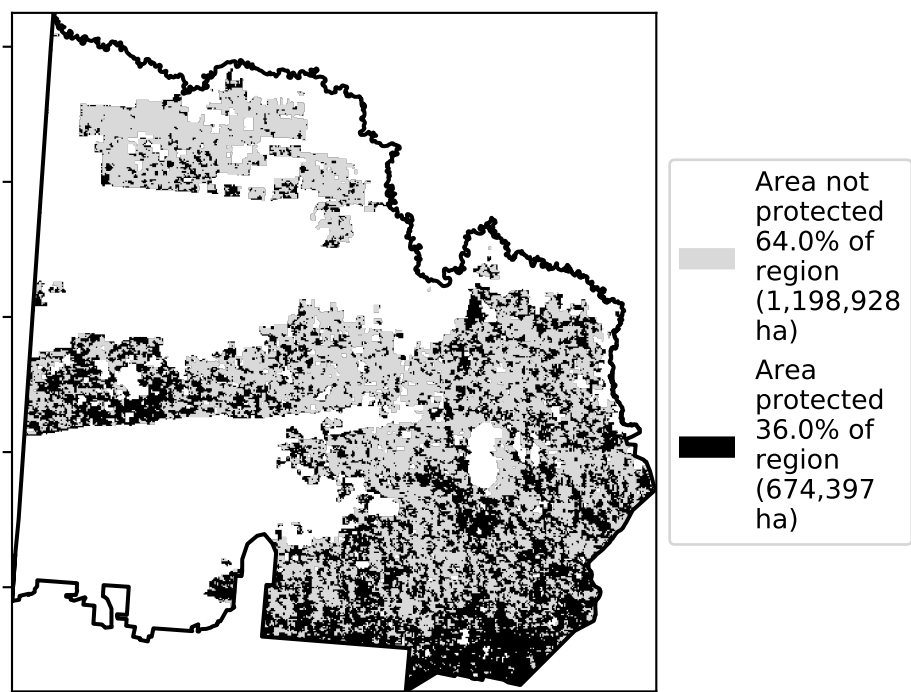 Area not
protected
64.0% of
region
(1,198,928
ha)
Area
protected
36.0% of
region
(674,397
ha)